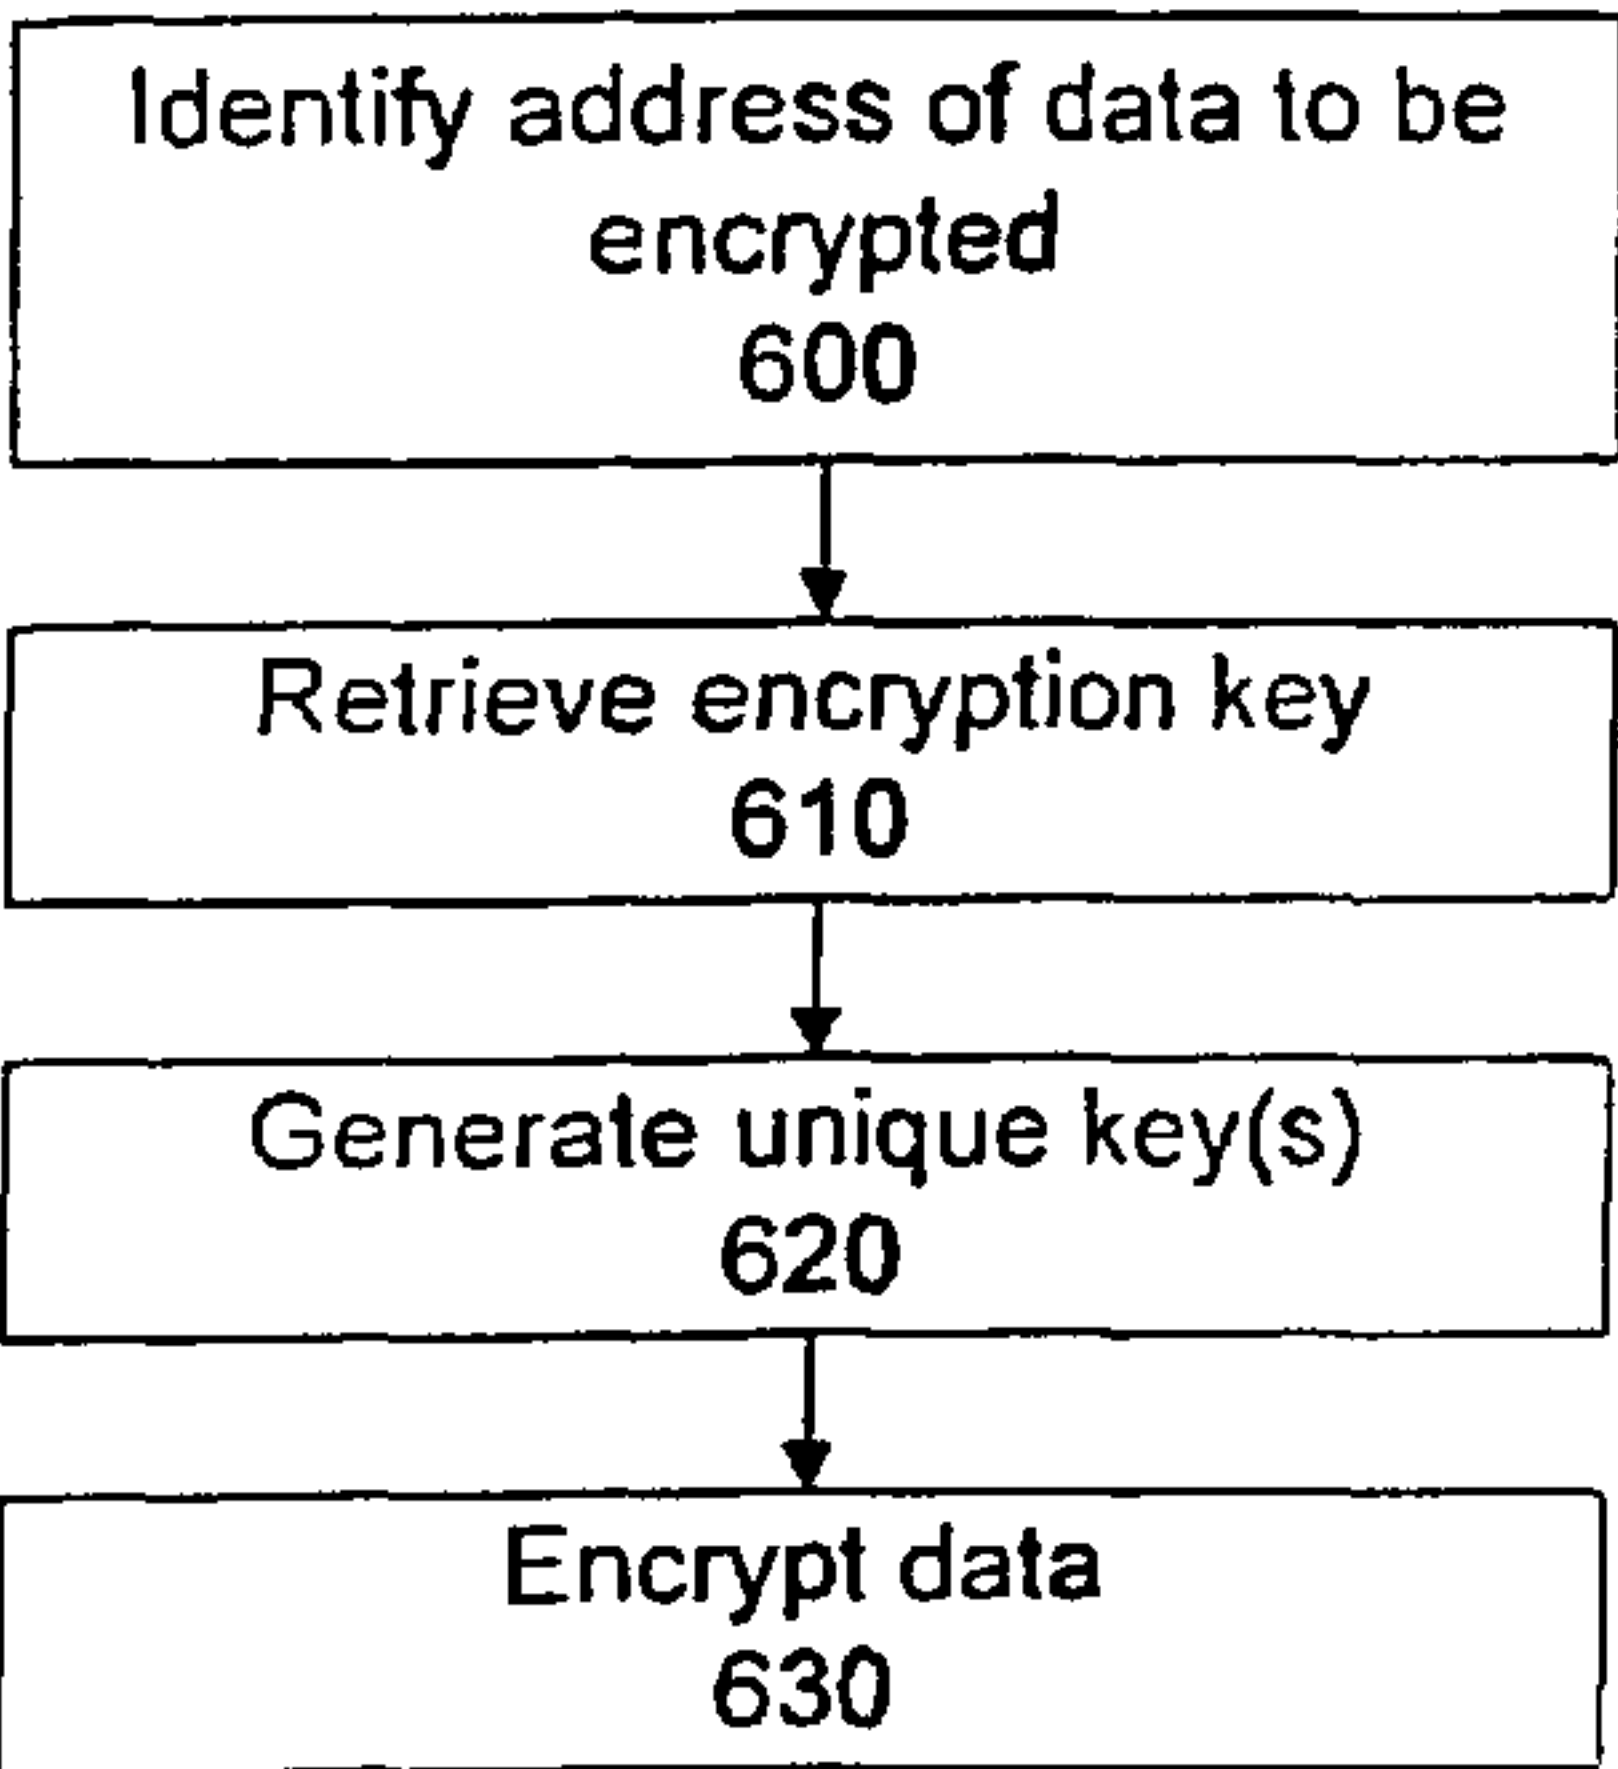 Identify address of data to be
encrypted
600
Retrieve encryption key
610
Generate unique key(s)
620
Encrypt data
630